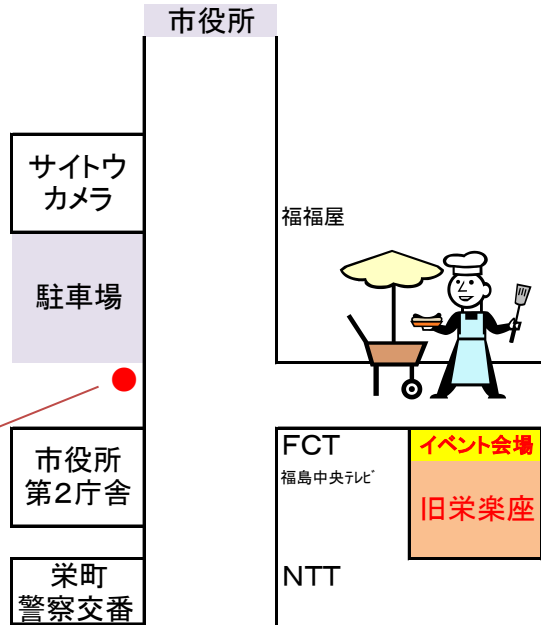 市役所
サイトウ
カメラ
福福屋
駐車場
市役所
第2庁舎
FCT
福島中央テレビ
イベント会場
旧栄楽座
栄町
警察交番
NTT